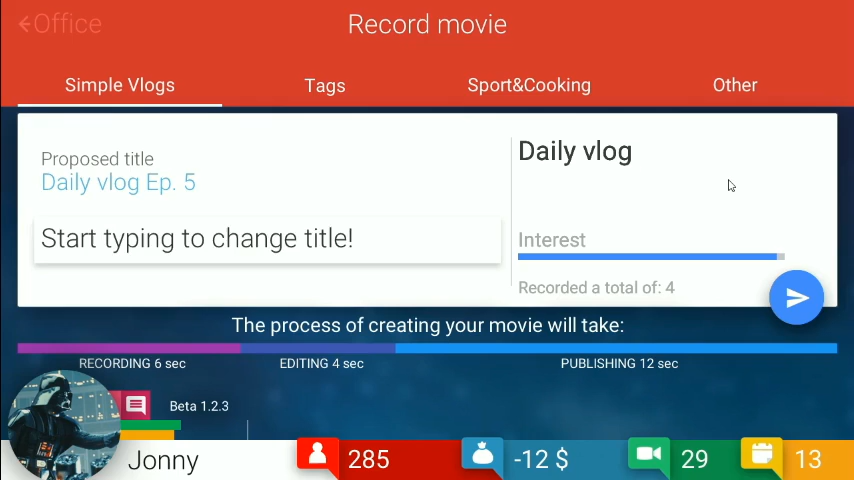 Office
Record movie
Simple Vlogs
Tags
Sport&Cooking
Other
Proposed title
Daily vlog Ep. 5
Start typing to change title!
Daily vlog
Interest
Recorded a total of: 4
The process of creating your movie will take:
RECORDING 6 sec
EDITING 4 sec
PUBLISHING 12 sec
Beta 1.2.3
Jonny
285
-12 $
29
13